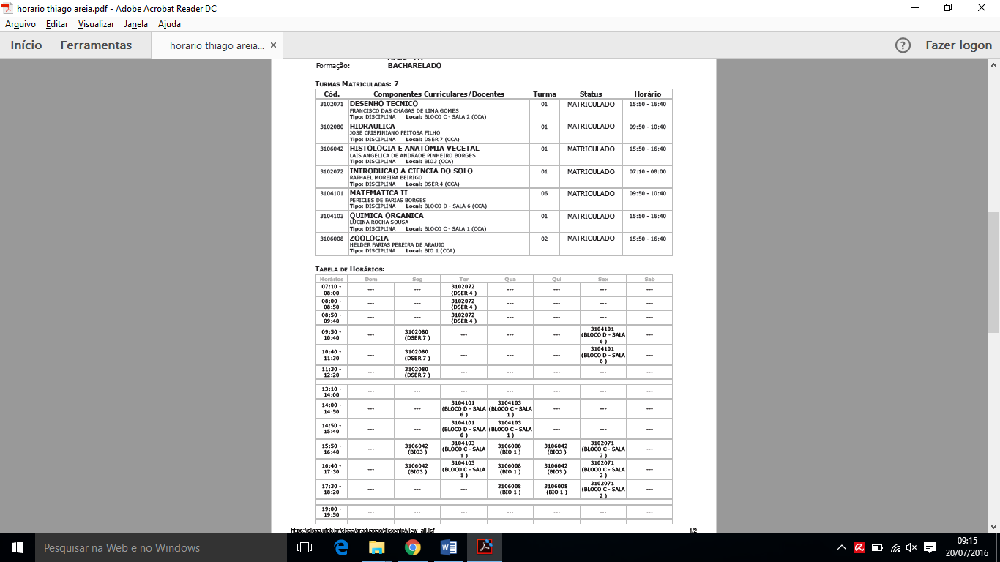 horario thiago areia.pdf - Adobe Acrobat Reader DC
Arquivo Editar Visualizar Janela Ajuda
Início Ferramentas horario thiago areia... × ? Fazer logon
Formação: BACHARELADO
TURMAS MATRICULADAS: 7
Cód. Componentes Curriculares/Docentes Turma Status Horário
3102071 DESENHO TECNICO 01 MATRICULADO 15:50 - 16:40
FRANCISCO DAS CHAGAS DE LIMA GOMES
Tipo: DISCIPLINA Local: BLOCO C - SALA 2 (CCA)
3102080 HIDRAULICA 01 MATRICULADO 09:50 - 10:40
JOSE CRISPINIANO FEITOSA FILHO
Tipo: DISCIPLINA Local: DSER 7 (CCA)
3106042 HISTOLOGIA E ANATOMIA VEGETAL 01 MATRICULADO 15:50 - 16:40
LAIS ANGELICA DE ANDRADE PINHEIRO BORGES
Tipo: DISCIPLINA Local: BIO3 (CCA)
3102072 INTRODUCAO A CIENCIA DO SOLO 01 MATRICULADO 07:10 - 08:00
RAPHAEL MOREIRA BEIRIGO
Tipo: DISCIPLINA Local: DSER 4 (CCA)
3104101 MATEMATICA II 06 MATRICULADO 09:50 - 10:40
PERICLES DE FARIAS BORGES
Tipo: DISCIPLINA Local: BLOCO D - SALA 6 (CCA)
3104103 QUIMICA ORGANICA 01 MATRICULADO 15:50 - 16:40
LUCINA ROCHA SOUSA
Tipo: DISCIPLINA Local: BLOCO C - SALA 1 (CCA)
3106008 ZOOLOGIA 02 MATRICULADO 15:50 - 16:40
HELDER FARIAS PEREIRA DE ARAUJO
Tipo: DISCIPLINA Local: BIO 1 (CCA)
TABELA DE HORÁRIOS:
Horários Dom Seg Ter Qua Qui Sex Sab
07:10 - 08:00 --- --- 3102072 (DSER 4 ) --- --- --- ---
08:00 - 08:50 --- --- 3102072 (DSER 4 ) --- --- --- ---
08:50 - 09:40 --- --- 3102072 (DSER 4 ) --- --- --- ---
09:50 - 10:40 --- 3102080 (DSER 7 ) --- --- --- 3104101 (BLOCO D - SALA 6 ) ---
10:40 - 11:30 --- 3102080 (DSER 7 ) --- --- --- 3104101 (BLOCO D - SALA 6 ) ---
11:30 - 12:20 --- 3102080 (DSER 7 ) --- --- --- --- ---
13:10 - 14:00 --- --- --- --- --- --- ---
14:00 - 14:50 --- --- 3104101 (BLOCO D - SALA 6 ) 3104103 (BLOCO C - SALA 1 ) --- --- ---
14:50 - 15:40 --- --- 3104101 (BLOCO D - SALA 6 ) 3104103 (BLOCO C - SALA 1 ) --- --- ---
15:50 - 16:40 --- 3106042 (BIO3 ) 3104103 (BLOCO C - SALA 1 ) 3106008 (BIO 1 ) 3106042 (BIO3 ) 3102071 (BLOCO C - SALA 2 ) ---
16:40 - 17:30 --- 3106042 (BIO3 ) 3104103 (BLOCO C - SALA 1 ) 3106008 (BIO 1 ) 3106042 (BIO3 ) 3102071 (BLOCO C - SALA 2 ) ---
17:30 - 18:20 --- --- --- 3106008 (BIO 1 ) 3106008 (BIO 1 ) 3102071 (BLOCO C - SALA 2 ) ---
19:00 - 19:50 --- --- --- --- --- --- ---
https://sigaa.ufpb.br/sigaa/graduacao/discente/view_all.jsf 1/2
Pesquisar na Web e no Windows
09:15
20/07/2016